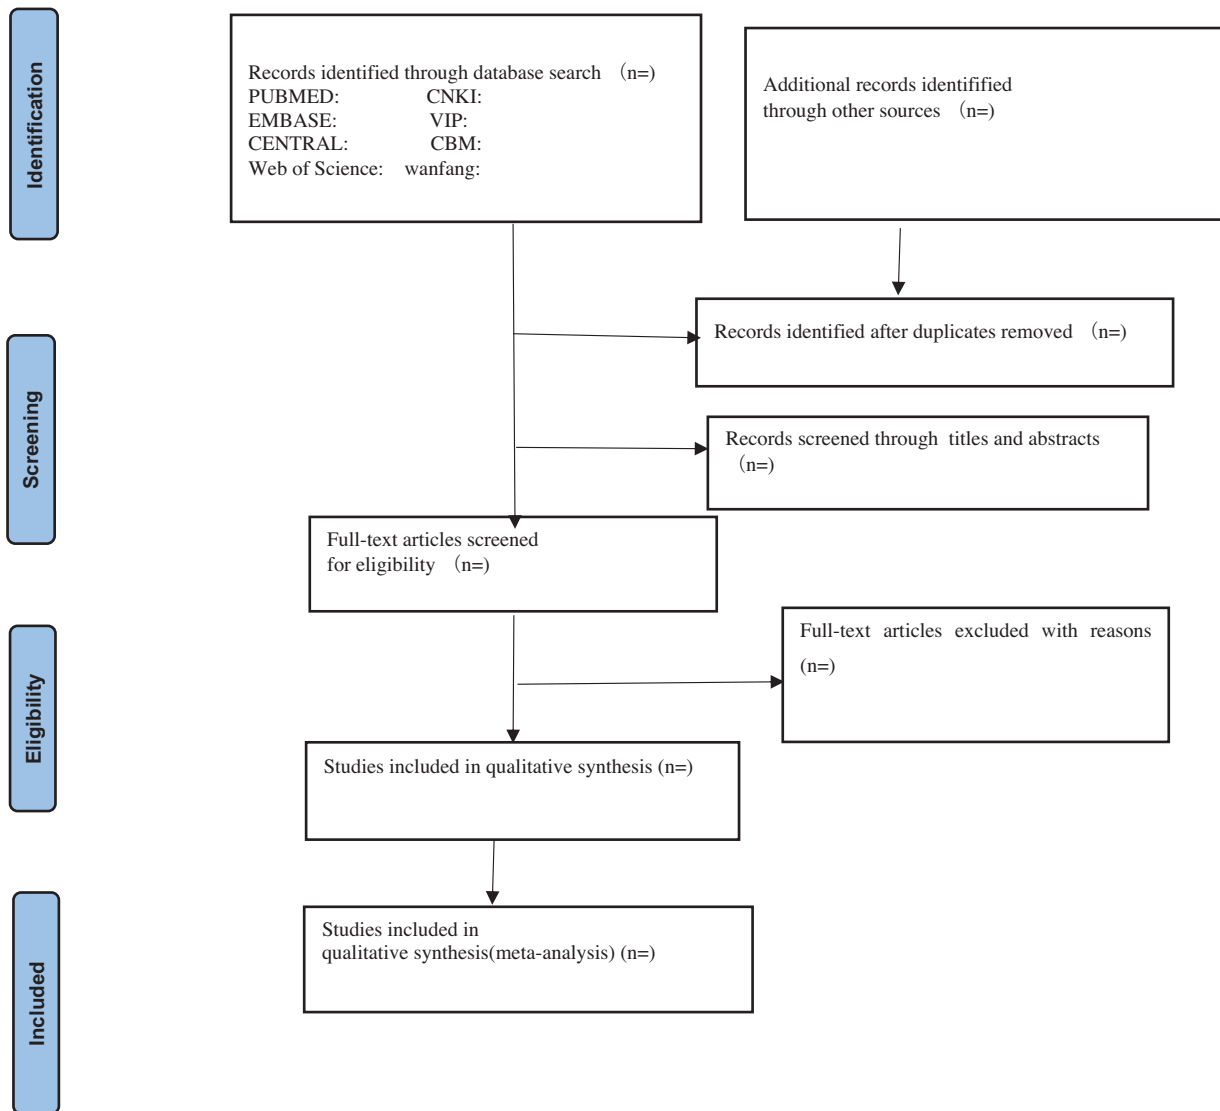 Identification
Records identified through database search （n=)
PUBMED: CNKI:
EMBASE: VIP:
CENTRAL: CBM:
Web of Science: wanfang:
Additional records identifified
through other sources （n=)
Records identified after duplicates removed （n=)
Screening
Records screened through titles and abstracts
（n=)
Full-text articles screened
for eligibility （n=)
Eligibility
Full-text articles excluded with reasons
(n=)
Studies included in qualitative synthesis (n=)
Included
Studies included in
qualitative synthesis(meta-analysis) (n=)